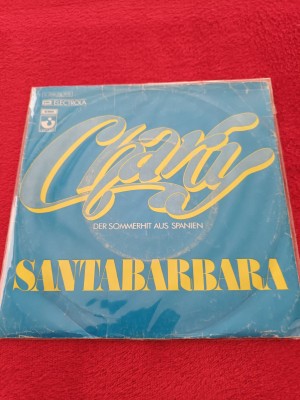 EMI ELECTROLA
Charly
DER SOMMERHIT AUS SPANIEN
SANTABARBARA